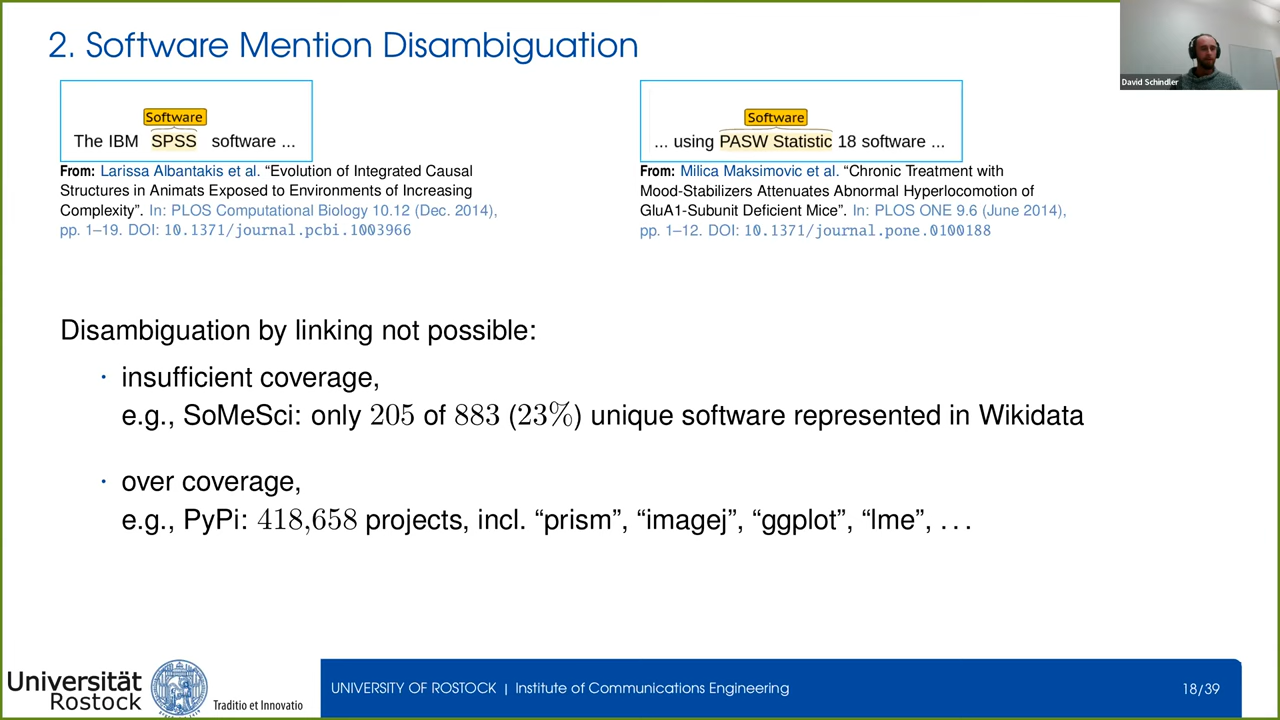 2. Software Mention Disambiguation
David Schindler
Software
The IBM SPSS software ...
From: Larissa Albantakis et al. “Evolution of Integrated Causal
Structures in Animats Exposed to Environments of Increasing
Complexity”. In: PLOS Computational Biology 10.12 (Dec. 2014),
pp. 1–19. DOI: 10.1371/journal.pcbi.1003966
Software
... using PASW Statistic 18 software ...
From: Milica Maksimovic et al. “Chronic Treatment with
Mood-Stabilizers Attenuates Abnormal Hyperlocomotion of
GluA1-Subunit Deficient Mice”. In: PLOS ONE 9.6 (June 2014),
pp. 1–12. DOI: 10.1371/journal.pone.0100188
Disambiguation by linking not possible:
· insufficient coverage,
e.g., SoMeSci: only 205 of 883 (23%) unique software represented in Wikidata
· over coverage,
e.g., PyPi: 418,658 projects, incl. “prism”, “imagej”, “ggplot”, “lme”, ...
Universität
Rostock
Traditio et Innovatio
UNIVERSITY OF ROSTOCK | Institute of Communications Engineering
18/39